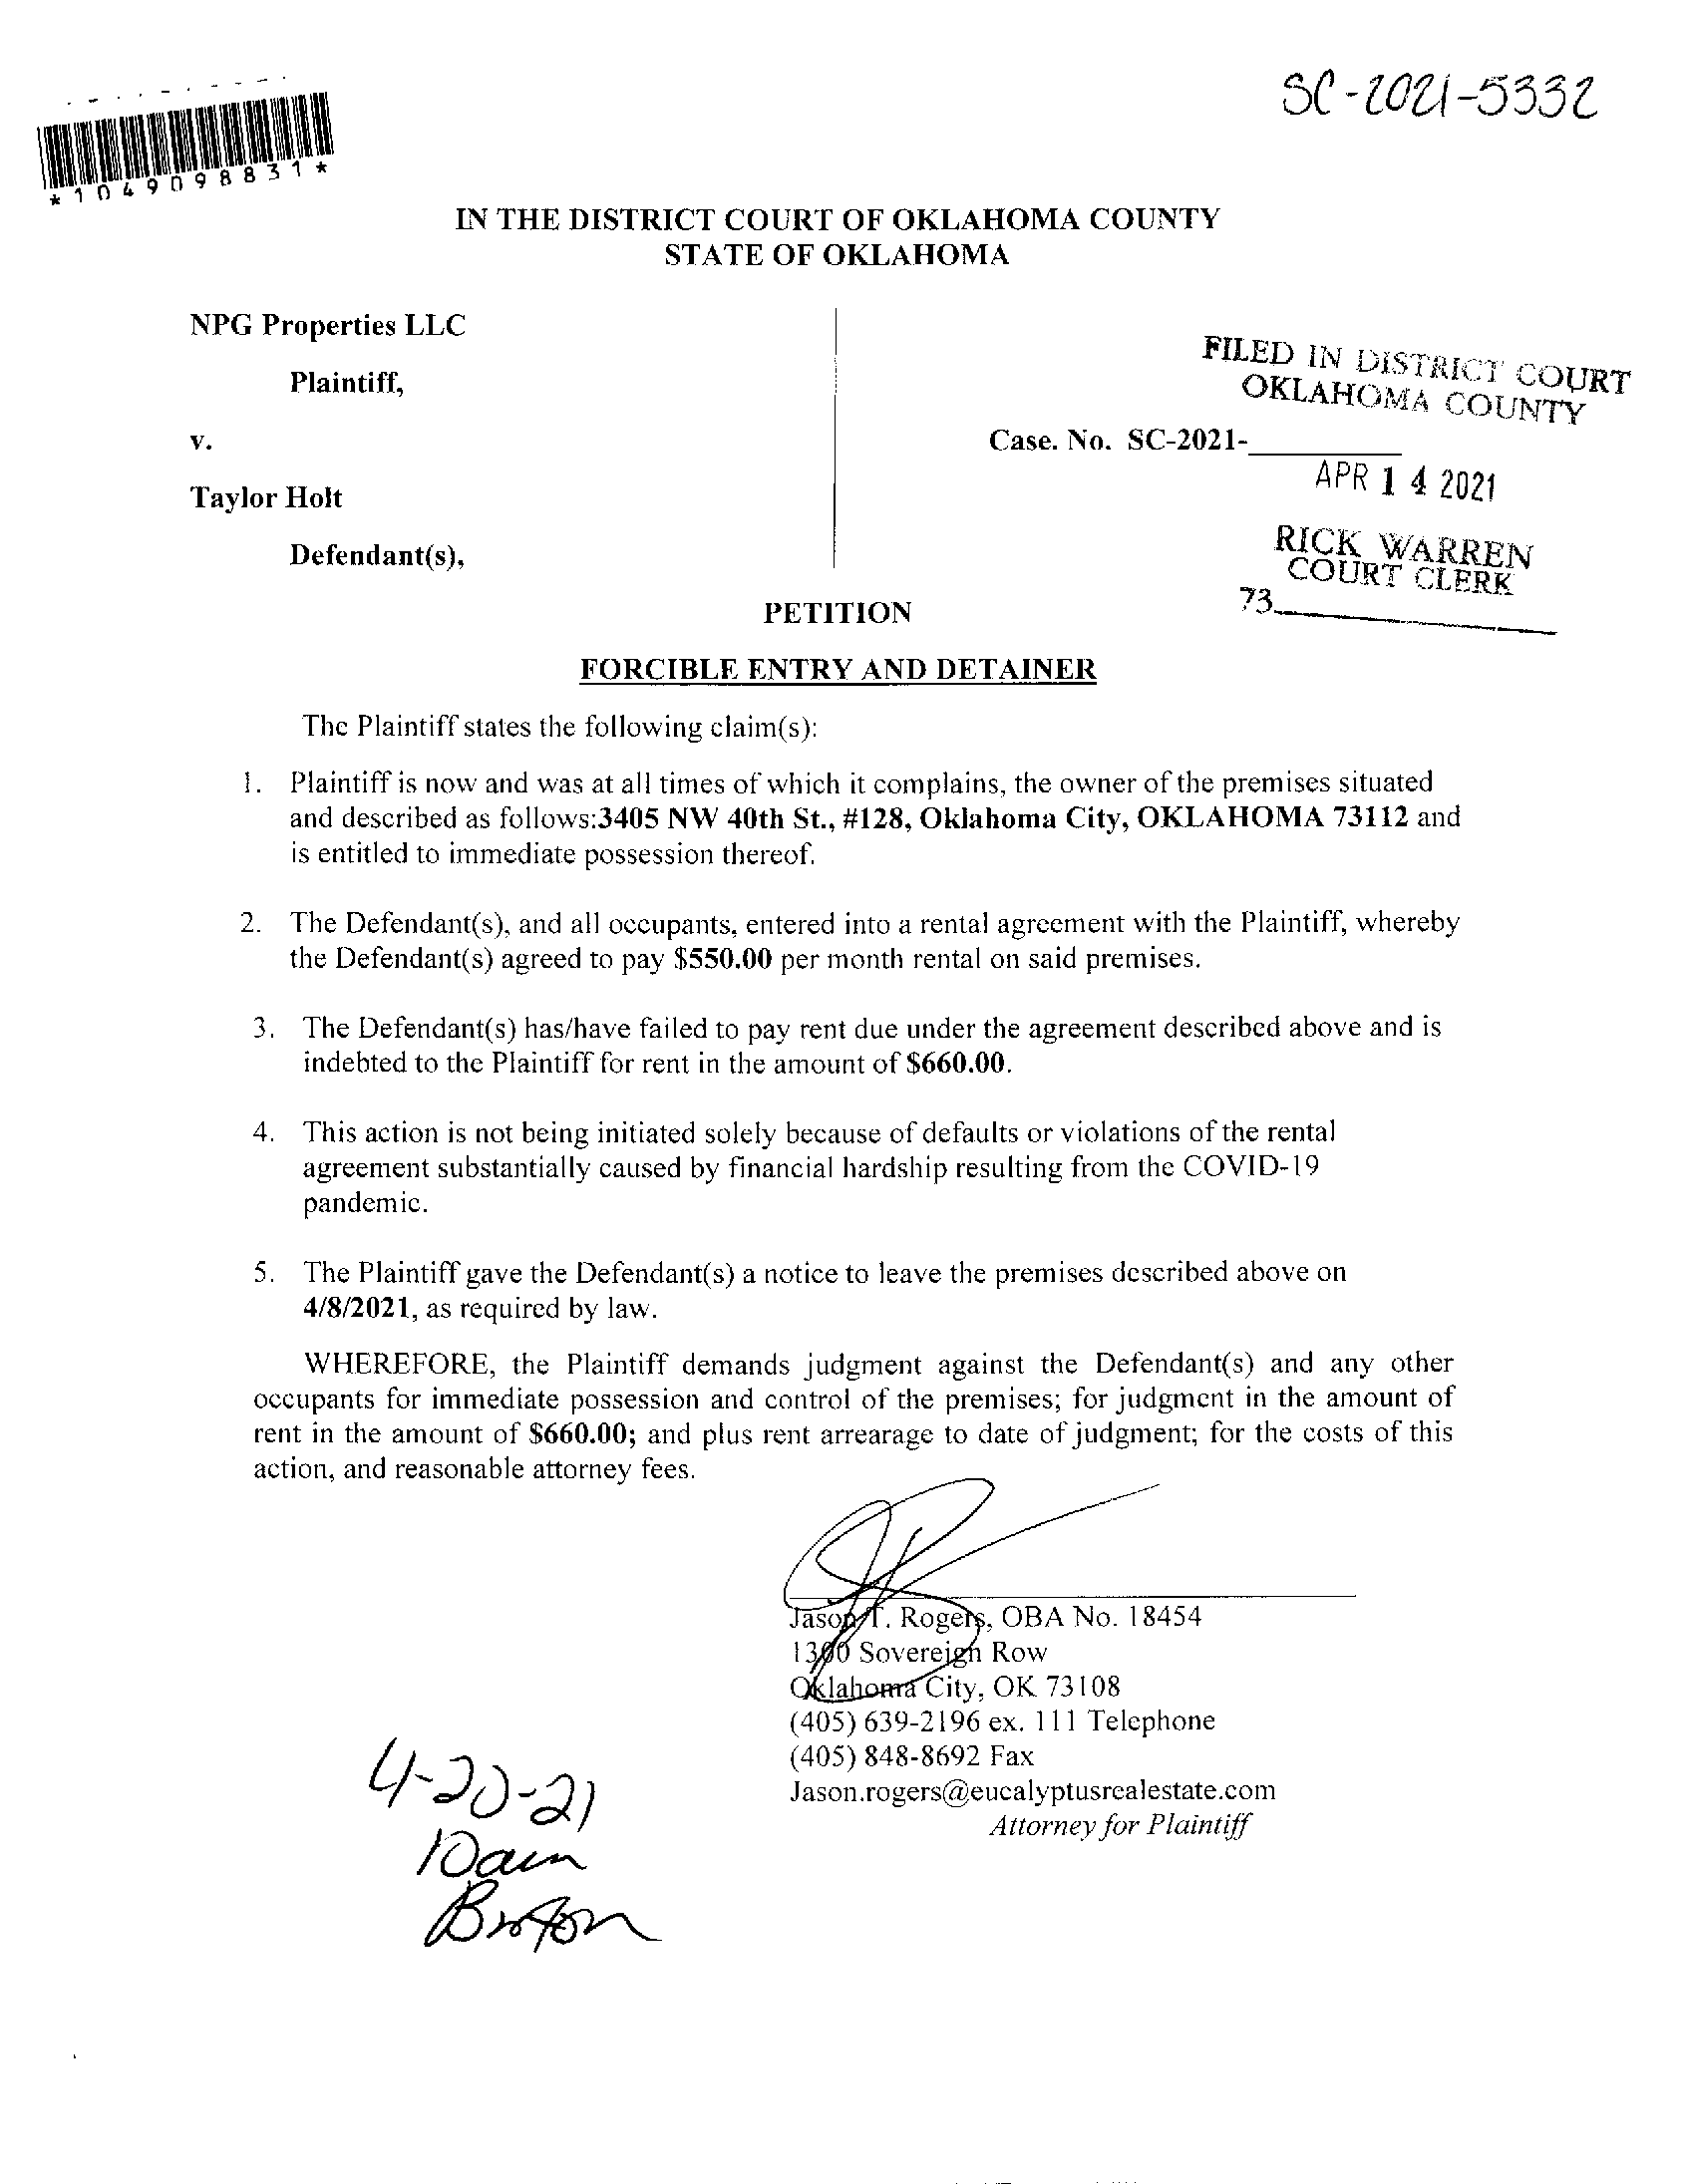 SC-2021-5332
*1049098831*
IN THE DISTRICT COURT OF OKLAHOMA COUNTY
STATE OF OKLAHOMA
NPG Properties LLC
Plaintiff,
v.
Taylor Holt
Defendant(s),
FILED IN DISTRICT COURT
OKLAHOMA COUNTY
Case. No. SC-2021-
APR 14 2021
RICK WARREN
COURT CLERK
73
PETITION
FORCIBLE ENTRY AND DETAINER
The Plaintiff states the following claim(s):
1. Plaintiff is now and was at all times of which it complains, the owner of the premises situated
and described as follows:3405 NW 40th St., #128, Oklahoma City, OKLAHOMA 73112 and
is entitled to immediate possession thereof.
2. The Defendant(s), and all occupants, entered into a rental agreement with the Plaintiff, whereby
the Defendant(s) agreed to pay $550.00 per month rental on said premises.
3. The Defendant(s) has/have failed to pay rent due under the agreement described above and is
indebted to the Plaintiff for rent in the amount of $660.00.
4. This action is not being initiated solely because of defaults or violations of the rental
agreement substantially caused by financial hardship resulting from the COVID-19
pandemic.
5. The Plaintiff gave the Defendant(s) a notice to leave the premises described above on
4/8/2021, as required by law.
WHEREFORE, the Plaintiff demands judgment against the Defendant(s) and any other
occupants for immediate possession and control of the premises; for judgment in the amount of
rent in the amount of $660.00; and plus rent arrearage to date of judgment; for the costs of this
action, and reasonable attorney fees.
Jason T. Rogers, OBA No. 18454
1300 Sovereign Row
Oklahoma City, OK 73108
(405) 639-2196 ex. 111 Telephone
(405) 848-8692 Fax
Jason.rogers@eucalyptusrealestate.com
Attorney for Plaintiff
4-20-21
10am